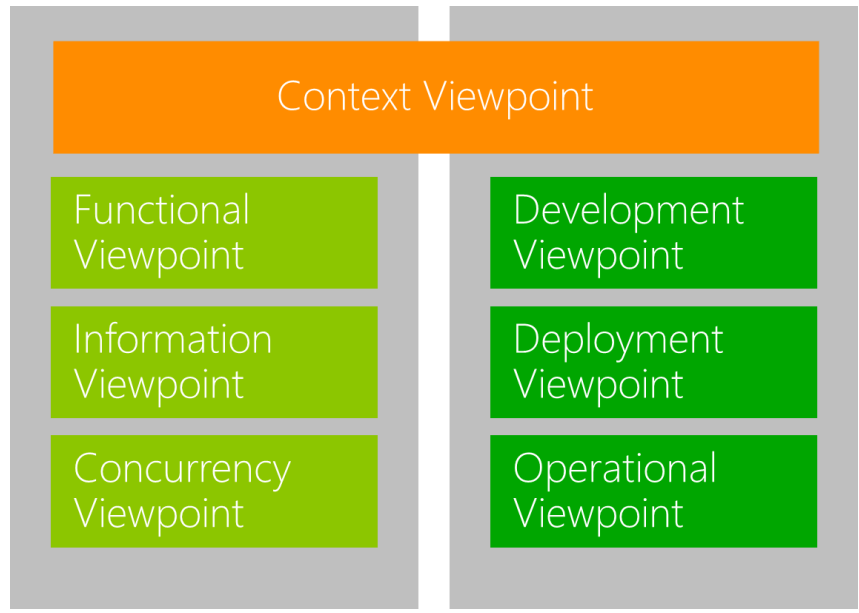 Context Viewpoint
Functional
Viewpoint
Information
Viewpoint
Concurrency
Viewpoint
Development
Viewpoint
Deployment
Viewpoint
Operational
Viewpoint